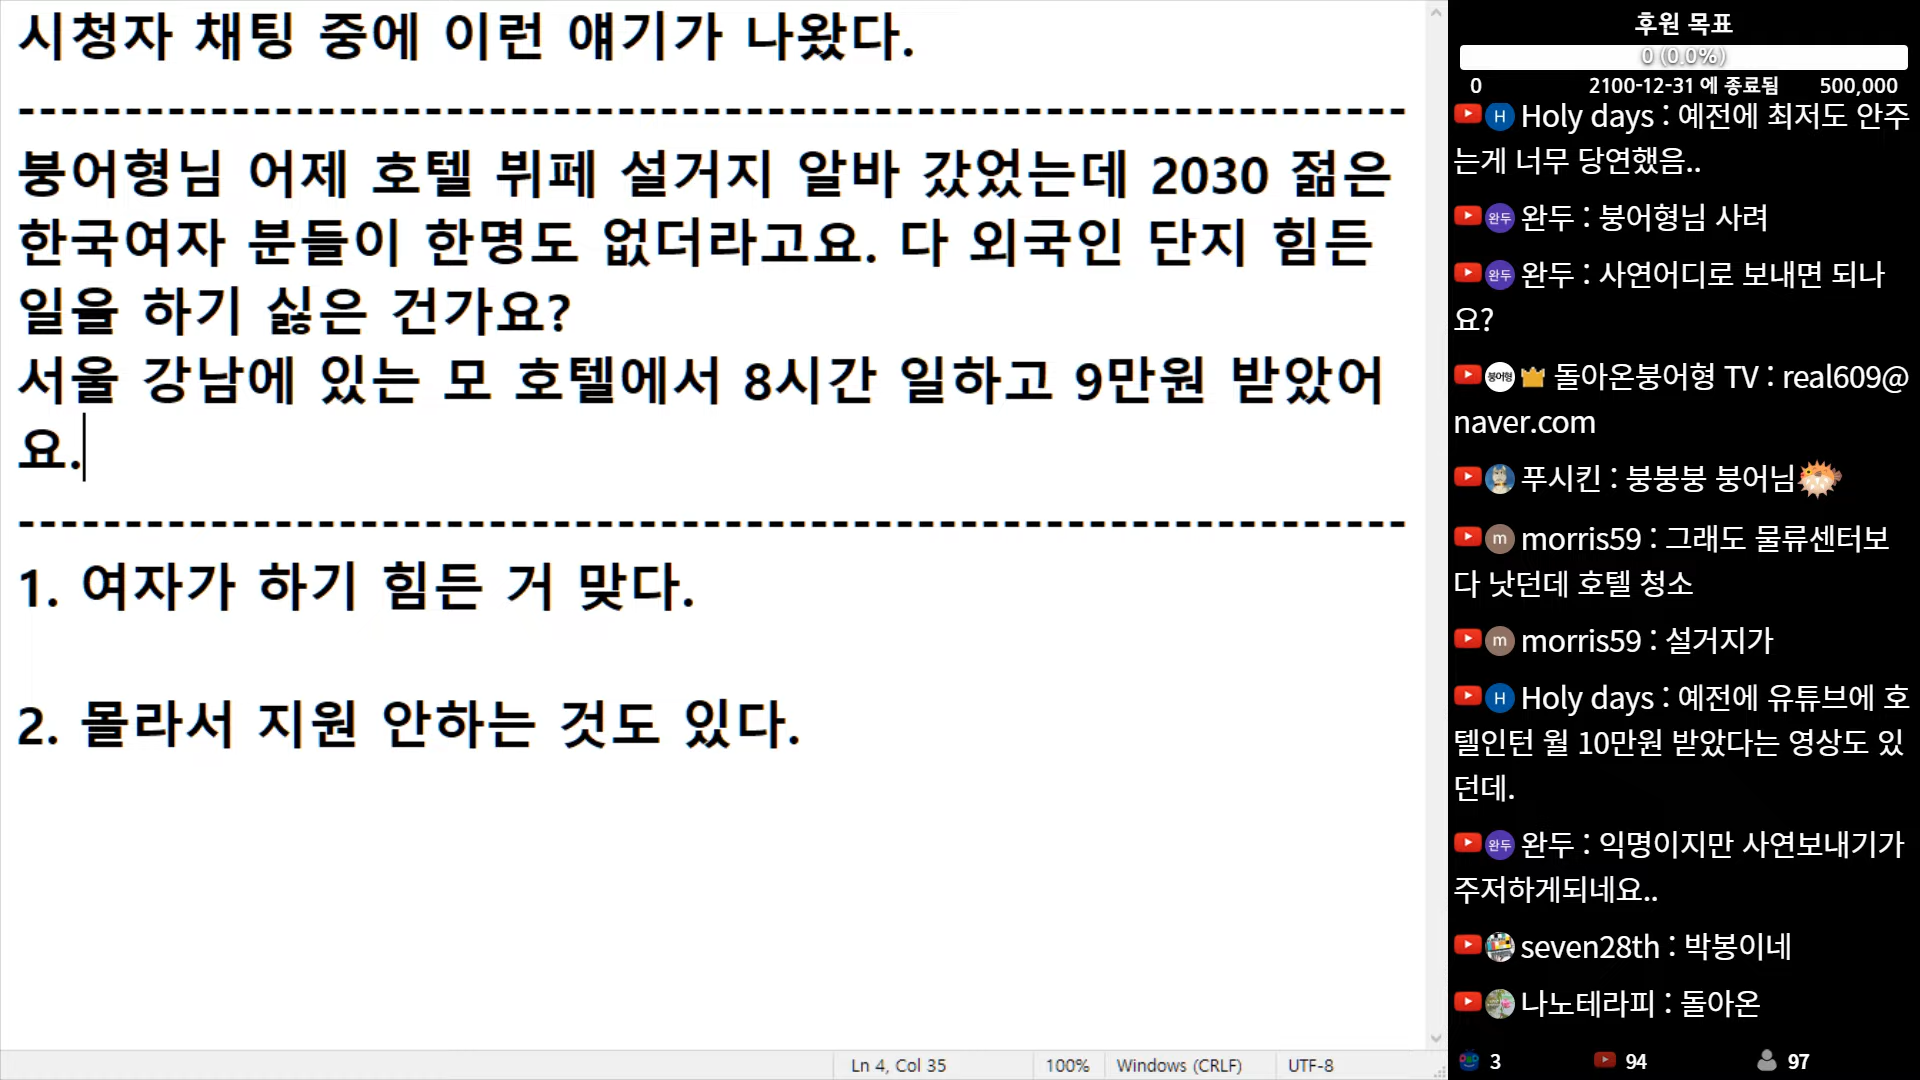 시청자 채팅 중에 이런 얘기가 나왔다.
--------------------------------------------------------
붕어형님 어제 호텔 뷔페 설거지 알바 갔었는데 2030 젊은
한국여자 분들이 한명도 없더라고요. 다 외국인 단지 힘든
일을 하기 싫은 건가요?
서울 강남에 있는 모 호텔에서 8시간 일하고 9만원 받았어
요.
--------------------------------------------------------
1. 여자가 하기 힘든 거 맞다.
2. 몰라서 지원 안하는 것도 있다.
Ln 4, Col 35
100%
Windows (CRLF)
UTF-8
후원 목표
0 (0.0%)
0 2100-12-31 에 종료됨 500,000
H Holy days : 예전에 최저도 안주
는게 너무 당연했음..
완두 완두 : 붕어형님 사려
완두 완두 : 사연어디로 보내면 되나
요?
붕어형 돌아온붕어형 TV : real609@
naver.com
푸시킨 : 붕붕붕 붕어님
m morris59 : 그래도 물류센터보
다 낫던데 호텔 청소
m morris59 : 설거지가
H Holy days : 예전에 유튜브에 호
텔인턴 월 10만원 받았다는 영상도 있
던데.
완두 완두 : 익명이지만 사연보내기가
주저하게되네요..
seven28th : 박봉이네
나노테라피 : 돌아온
3 94 97